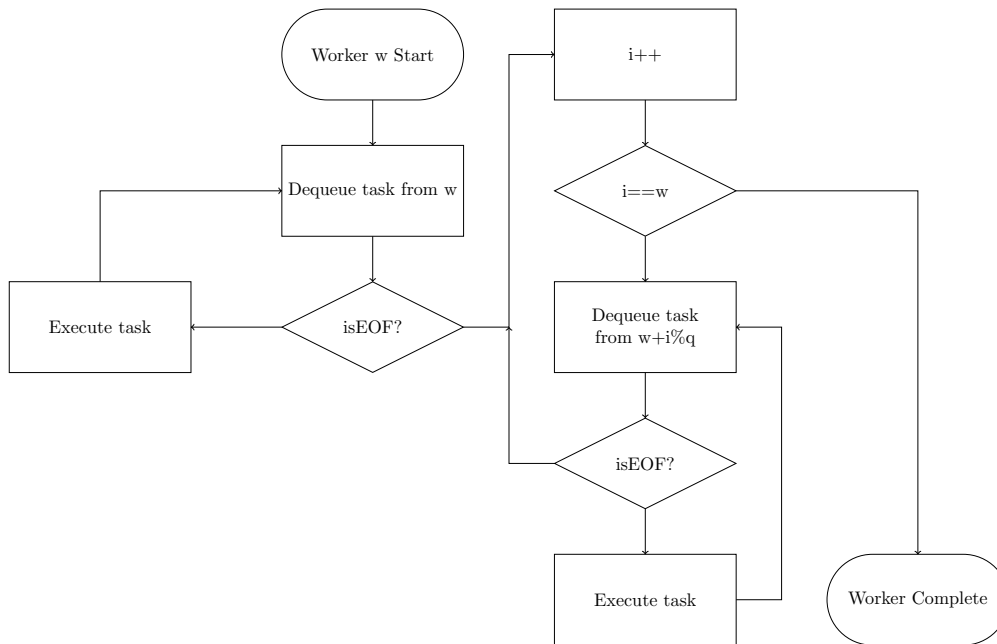 Worker w Start
i++
Dequeue task from w
i==w
Execute task
isEOF?
Dequeue task
from w+i%q
isEOF?
Execute task
Worker Complete